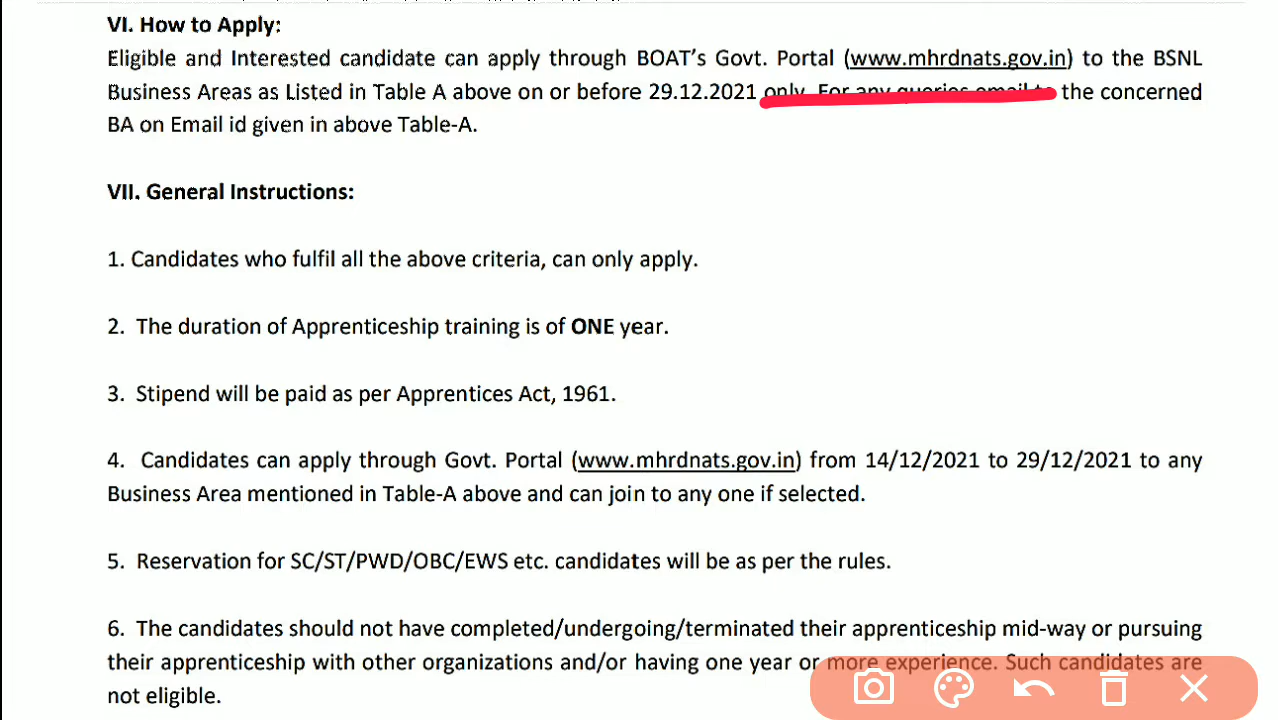 VI. How to Apply:
Eligible and Interested candidate can apply through BOAT's Govt. Portal (www.mhrdnats.gov.in) to the BSNL
Business Areas as Listed in Table A above on or before 29.12.2021 only. For any queries email to the concerned
BA on Email id given in above Table-A.
VII. General Instructions:
1. Candidates who fulfil all the above criteria, can only apply.
2. The duration of Apprenticeship training is of ONE year.
3. Stipend will be paid as per Apprentices Act, 1961.
4. Candidates can apply through Govt. Portal (www.mhrdnats.gov.in) from 14/12/2021 to 29/12/2021 to any
Business Area mentioned in Table-A above and can join to any one if selected.
5. Reservation for SC/ST/PWD/OBC/EWS etc. candidates will be as per the rules.
6. The candidates should not have completed/undergoing/terminated their apprenticeship mid-way or pursuing
their apprenticeship with other organizations and/or having one year or more experience. Such candidates are
not eligible.